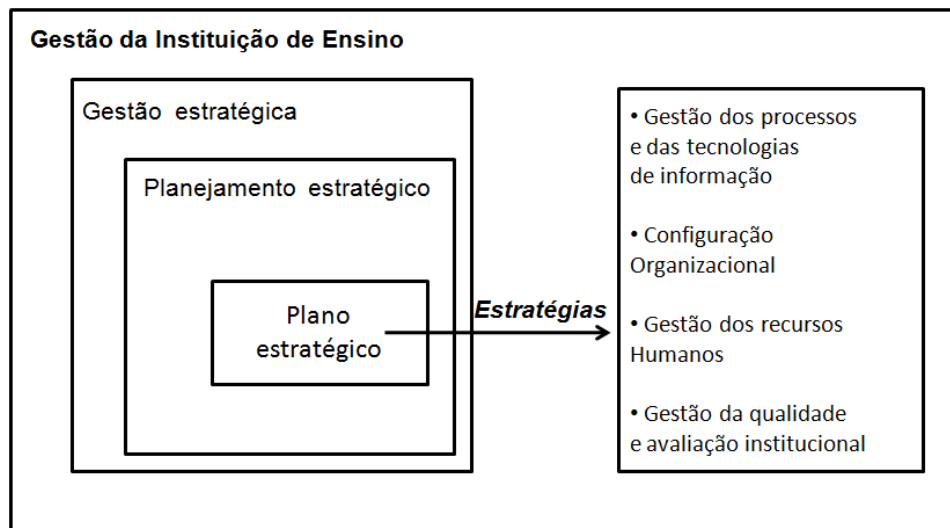 Gestão da Instituição de Ensino
Gestão estratégica
Planejamento estratégico
Plano
estratégico
Estratégias
• Gestão dos processos
e das tecnologias
de informação
• Configuração
Organizacional
• Gestão dos recursos
Humanos
• Gestão da qualidade
e avaliação institucional